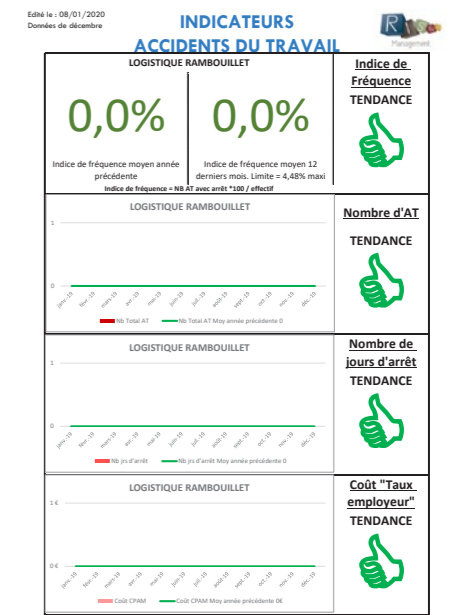 Edité le : 08/01/2020
Données de décembre
INDICATEURS
ACCIDENTS DU TRAVAIL
Management
LOGISTIQUE RAMBOUILLET
0,0%
0,0%
Indice de fréquence moyen année
précédente
Indice de fréquence moyen 12
derniers mois. Limite = 4,48% maxi
Indice de fréquence = NB AT avec arrêt *100 / effectif
Indice de
Fréquence
TENDANCE
LOGISTIQUE RAMBOUILLET
1
0
janv.-19
févr.-19
mars-19
avr.-19
mai-19
juin-19
juil.-19
août-19
sept.-19
oct.-19
nov.-19
déc.-19
Nb Total AT
Nb Total AT Moy année précédente 0
Nombre d'AT
TENDANCE
LOGISTIQUE RAMBOUILLET
1
0
janv.-19
févr.-19
mars-19
avr.-19
mai-19
juin-19
juil.-19
août-19
sept.-19
oct.-19
nov.-19
déc.-19
Nb jrs d'arrêt
Nb jrs d'arrêt Moy année précédente 0
Nombre de
jours d'arrêt
TENDANCE
LOGISTIQUE RAMBOUILLET
1 €
0 €
janv.-19
févr.-19
mars-19
avr.-19
mai-19
juin-19
juil.-19
août-19
sept.-19
oct.-19
nov.-19
déc.-19
Coût CPAM
Coût CPAM Moy année précédente 0€
Coût "Taux
employeur"
TENDANCE